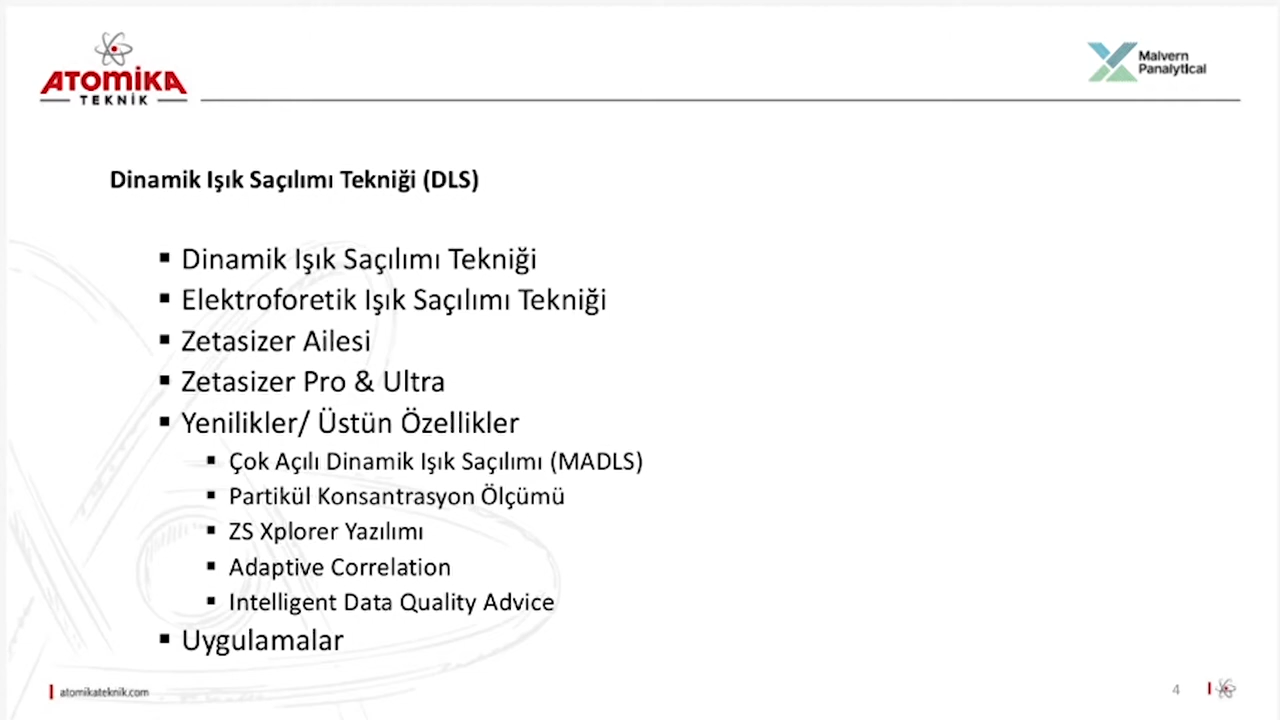 ATOMİKA
TEKNİK
Malvern
Panalytical
Dinamik Işık Saçılımı Tekniği (DLS)
▪ Dinamik Işık Saçılımı Tekniği
▪ Elektroforetik Işık Saçılımı Tekniği
▪ Zetasizer Ailesi
▪ Zetasizer Pro & Ultra
▪ Yenilikler/ Üstün Özellikler
▪ Çok Açılı Dinamik Işık Saçılımı (MADLS)
▪ Partikül Konsantrasyon Ölçümü
▪ ZS Xplorer Yazılımı
▪ Adaptive Correlation
▪ Intelligent Data Quality Advice
▪ Uygulamalar
atomikateknik.com
4